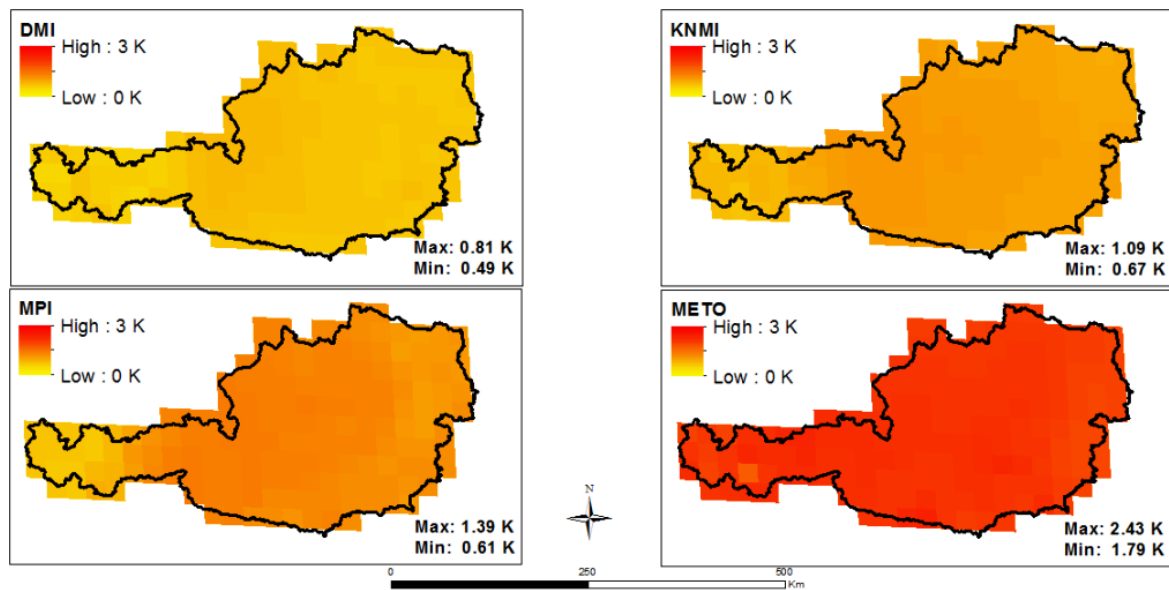 DMI
High : 3 K
Low : 0 K
Max: 0.81 K
Min: 0.49 K
KNMI
High : 3 K
Low : 0 K
Max: 1.09 K
Min: 0.67 K
MPI
High : 3 K
Low : 0 K
Max: 1.39 K
Min: 0.61 K
METO
High : 3 K
Low : 0 K
Max: 2.43 K
Min: 1.79 K
N
0 250 500
Km